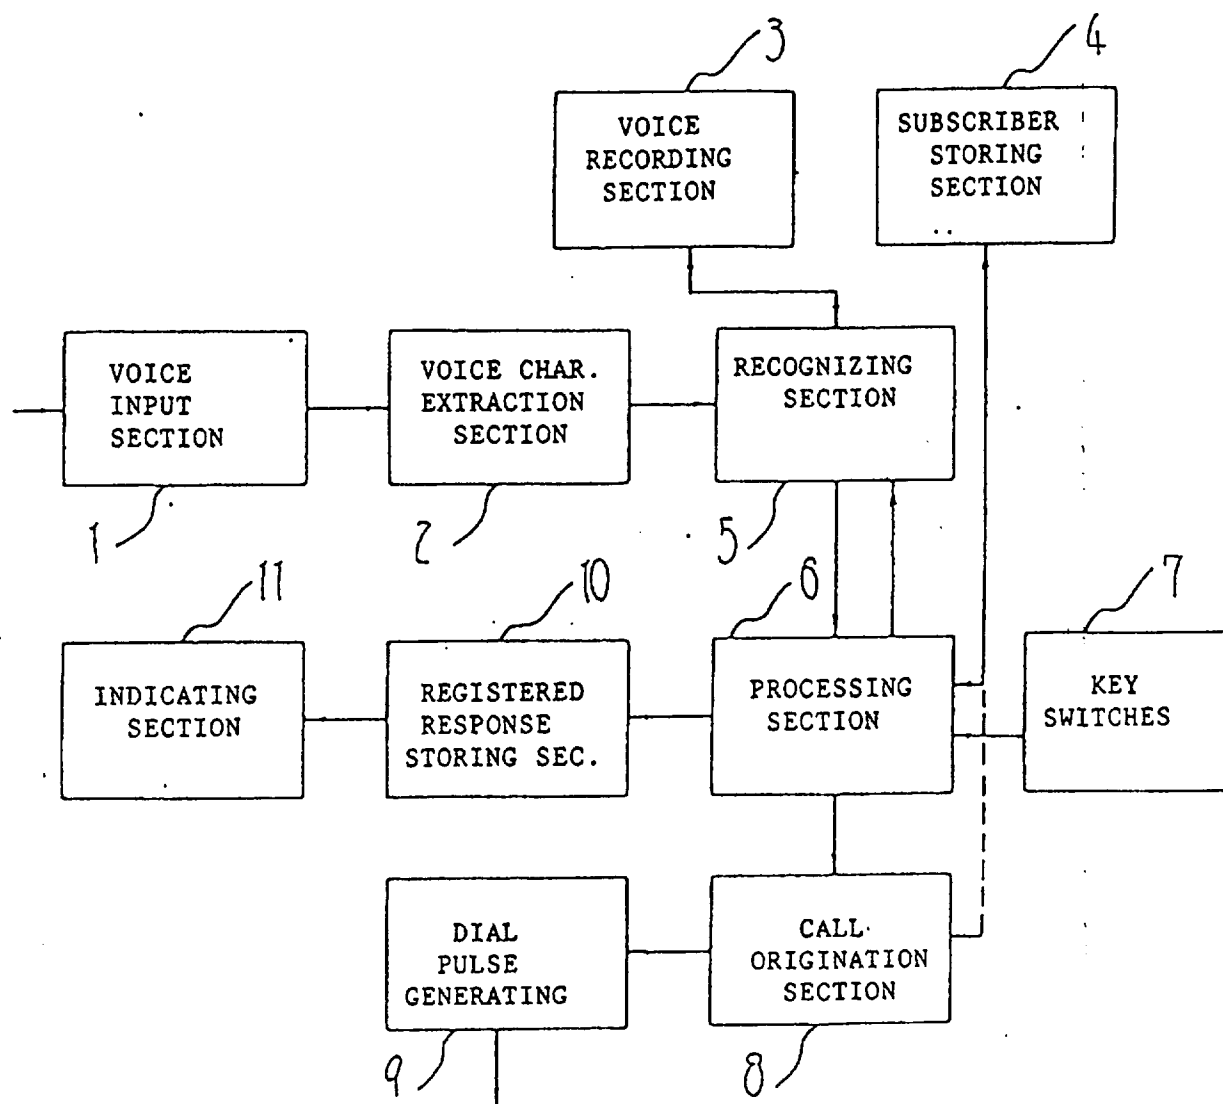 3
4
VOICE
RECORDING
SECTION
SUBSCRIBER
STORING
SECTION
VOICE
INPUT
SECTION
VOICE CHAR.
EXTRACTION
SECTION
RECOGNIZING
SECTION
1
2
5
11
10
6
7
INDICATING
SECTION
REGISTERED
RESPONSE
STORING SEC.
PROCESSING
SECTION
KEY
SWITCHES
DIAL
PULSE
GENERATING
CALL
ORIGINATION
SECTION
9
8